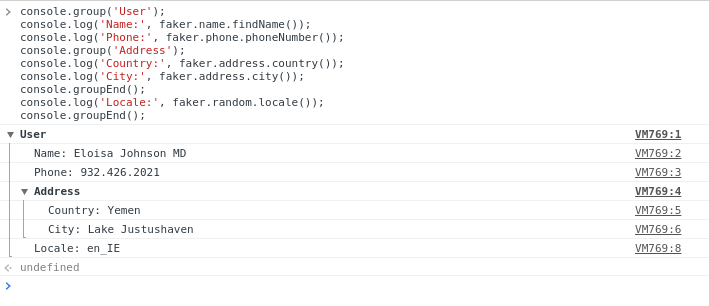 console.group('User');
console.log('Name:', faker.name.findName());
console.log('Phone:', faker.phone.phoneNumber());
console.group('Address');
console.log('Country:', faker.address.country());
console.log('City:', faker.address.city());
console.groupEnd();
console.log('Locale:', faker.random.locale());
console.groupEnd();
User VM769:1
Name: Eloisa Johnson MD VM769:2
Phone: 932.426.2021 VM769:3
Address VM769:4
Country: Yemen VM769:5
City: Lake Justushaven VM769:6
Locale: en_IE VM769:8
undefined